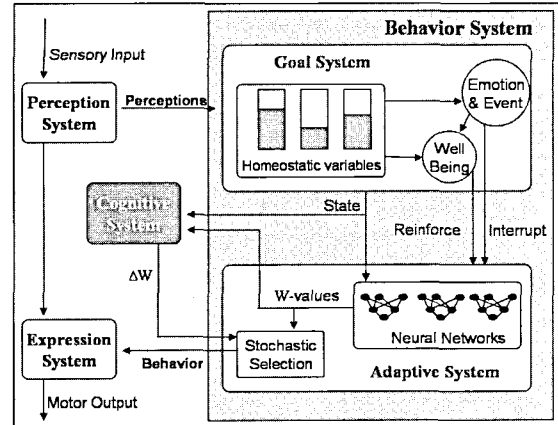 Behavior System
Sensory Input
Goal System
Emotion
& Event
Perception
System
Perceptions
Homeostatic variables
Well
Being
Cognitive
System
State
Reinforce
Interrupt
ΔW
W-values
Neural Networks
Expression
System
Behavior
Stochastic
Selection
Adaptive System
Motor Output